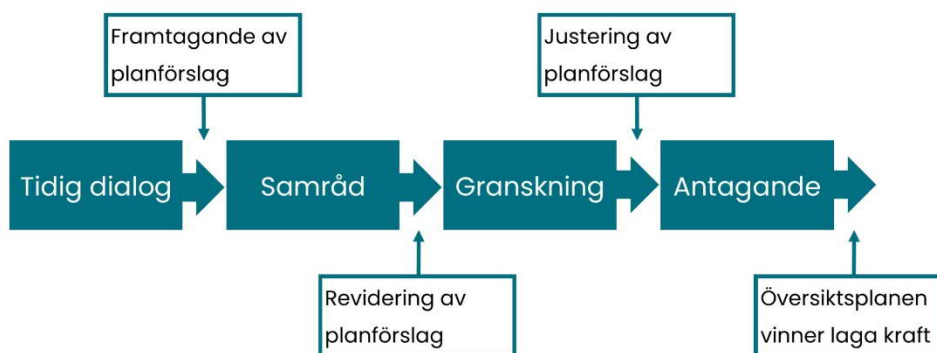 Framtagande av
planförslag
Justering av
planförslag
Tidig dialog
Samråd
Granskning
Antagande
Revidering av
planförslag
Översiktsplanen
vinner laga kraft